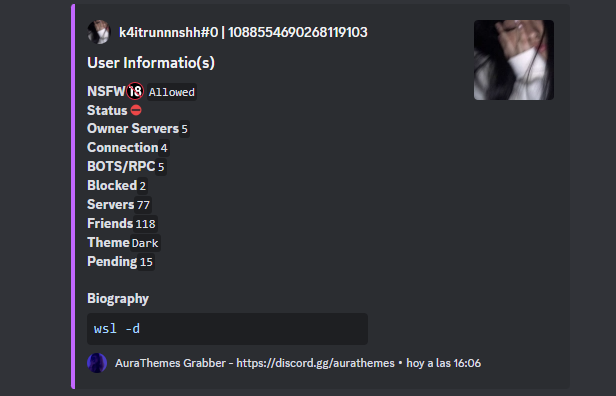 k4itrunnnshh#0 | 1088554690268119103
User Informatio(s)
NSFW 18 Allowed
Status
Owner Servers 5
Connection 4
BOTS/RPC 5
Blocked 2
Servers 77
Friends 118
Theme Dark
Pending 15
Biography
wsl -d
AuraThemes Grabber - https://discord.gg/aurathemes • hoy a las 16:06